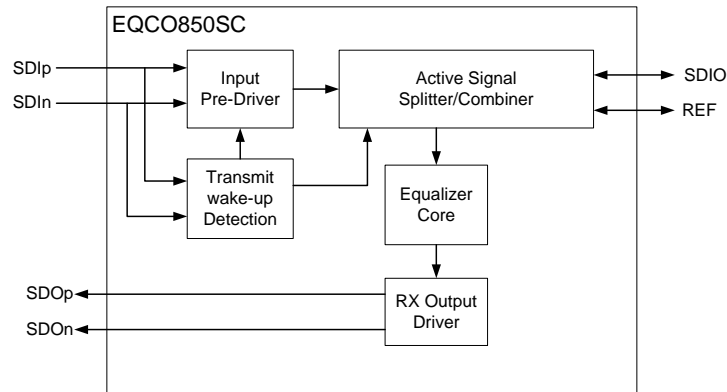 EQCO850SC
SDIp
SDIn
Input
Pre-Driver
Active Signal
Splitter/Combiner
SDIO
REF
Transmit
wake-up
Detection
Equalizer
Core
SDOp
SDOn
RX Output
Driver